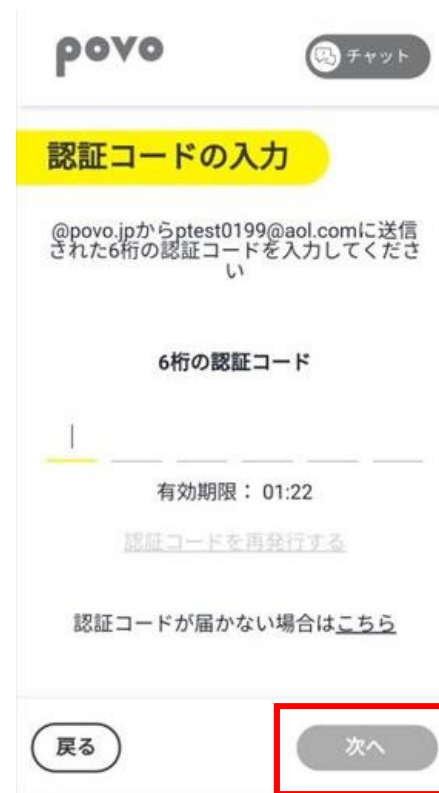 povo
チャット
認証コードの入力
@povo.jpからptest0199@aol.comに送信
された6桁の認証コードを入力してくださ
い
6桁の認証コード
有効期限： 01:22
認証コードを再発行する
認証コードが届かない場合はこちら
戻る
次へ